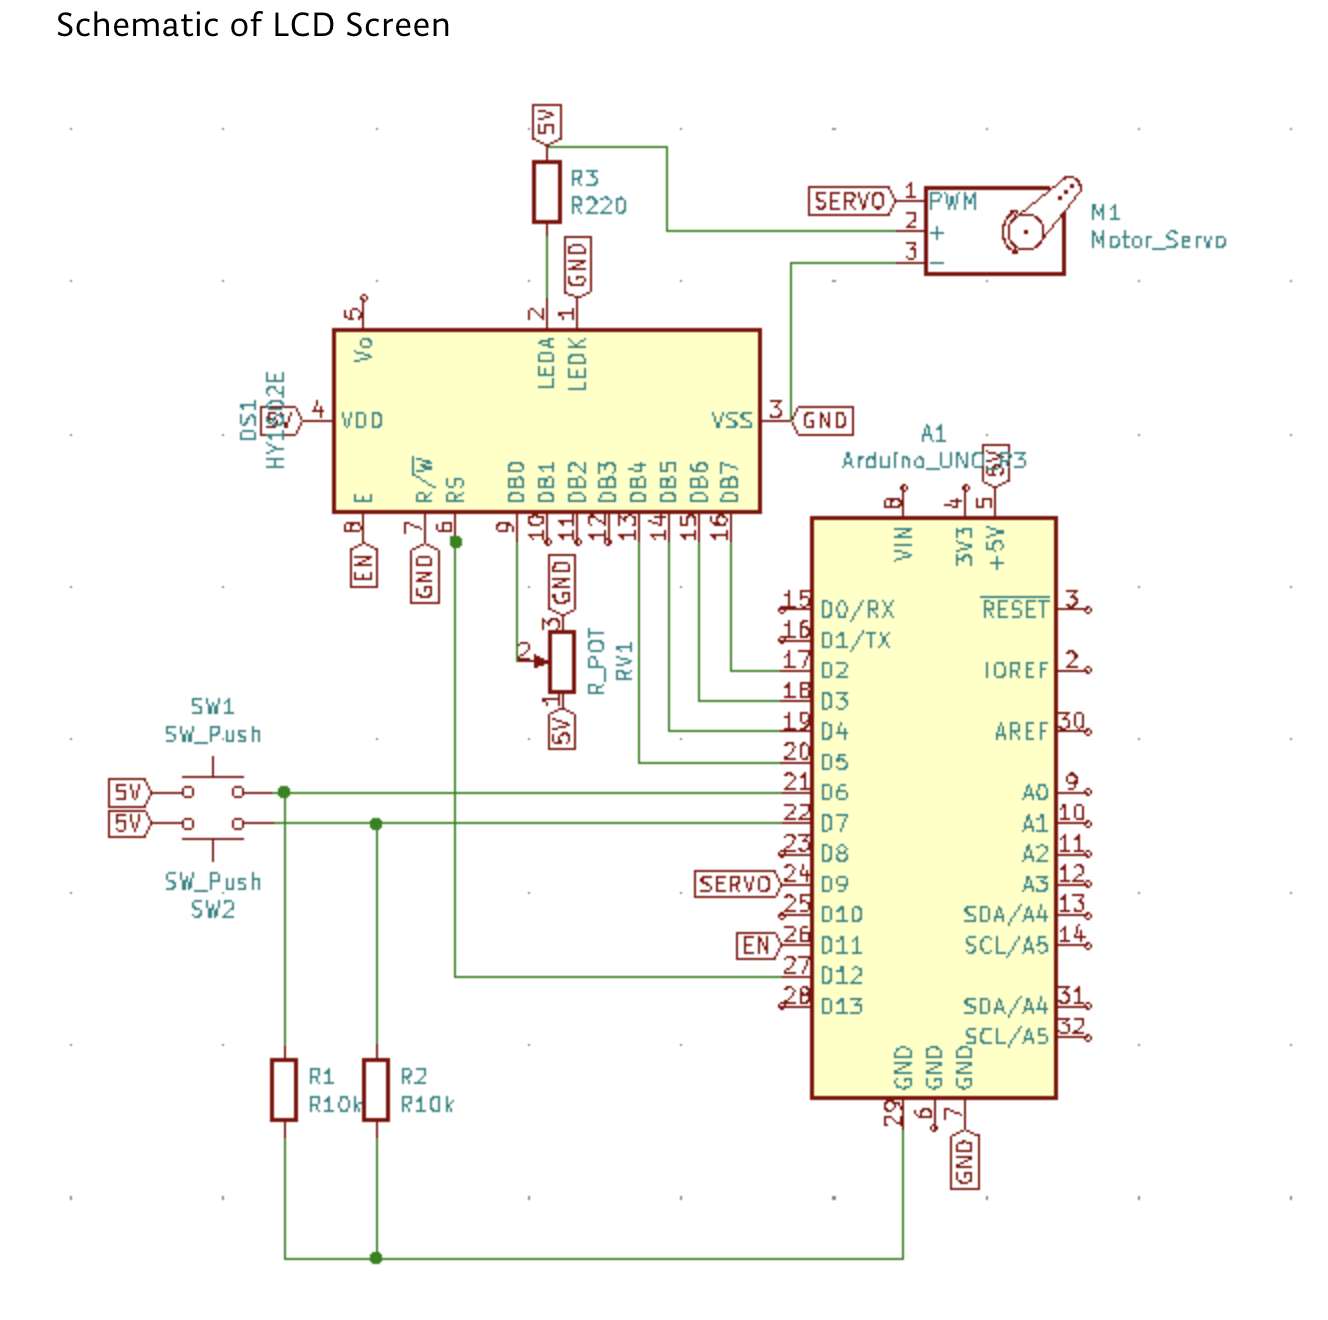 Schematic of LCD Screen
5V
R3
R220
SERVO
1
PWM
2
+
3
−
M1
Motor_Servo
GND
5
2
1
Vo
LEDA
LEDK
DS1
HY1602E
5V
4
VDD
VSS
3
GND
E
R/W
RS
DB0
DB1
DB2
DB3
DB4
DB5
DB6
DB7
8
7
6
9
10
11
12
13
14
15
16
EN
GND
GND
3
2
R_POT
RV1
1
5V
A1
Arduino_UNO_R3
5V
8
4
5
VIN
3V3
+5V
15
D0/RX
RESET
3
16
D1/TX
17
D2
IOREF
2
18
D3
19
D4
AREF
30
20
D5
SW1
SW_Push
5V
21
D6
A0
9
5V
22
D7
A1
10
23
D8
A2
11
SW_Push
SW2
SERVO
24
D9
A3
12
25
D10
SDA/A4
13
EN
26
D11
SCL/A5
14
27
D12
28
D13
SDA/A4
31
SCL/A5
32
GND
GND
GND
29
6
7
GND
R1
R10k
R2
R10k